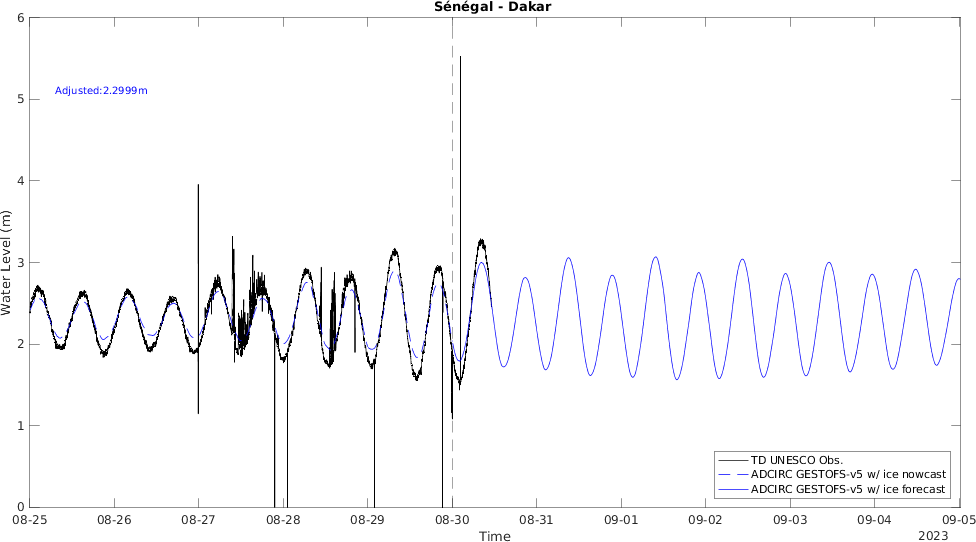 Sénégal - Dakar
6
5
4
3
2
1
0
Water Level (m)
Adjusted:2.2999m
TD UNESCO Obs.
ADCIRC GESTOFS-v5 w/ ice nowcast
ADCIRC GESTOFS-v5 w/ ice forecast
08-25 08-26 08-27 08-28 08-29 08-30 08-31 09-01 09-02 09-03 09-04 09-05
Time
2023